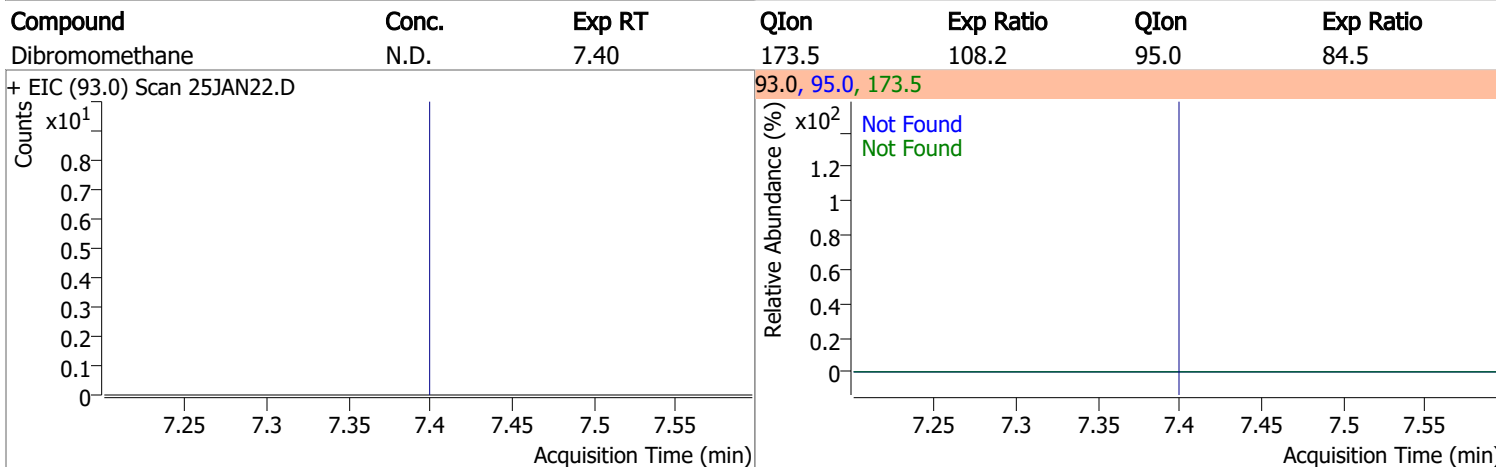 Compound Conc. Exp RT QIon Exp Ratio QIon Exp Ratio
Dibromomethane N.D. 7.40 173.5 108.2 95.0 84.5
+ EIC (93.0) Scan 25JAN22.D
Counts
x10¹
0.8
0.7
0.6
0.5
0.4
0.3
0.2
0.1
0
7.25 7.3 7.35 7.4 7.45 7.5 7.55
Acquisition Time (min)
93.0, 95.0, 173.5
Relative Abundance (%)
x10²
Not Found
Not Found
1.2
1
0.8
0.6
0.4
0.2
0
7.25 7.3 7.35 7.4 7.45 7.5 7.55
Acquisition Time (min)